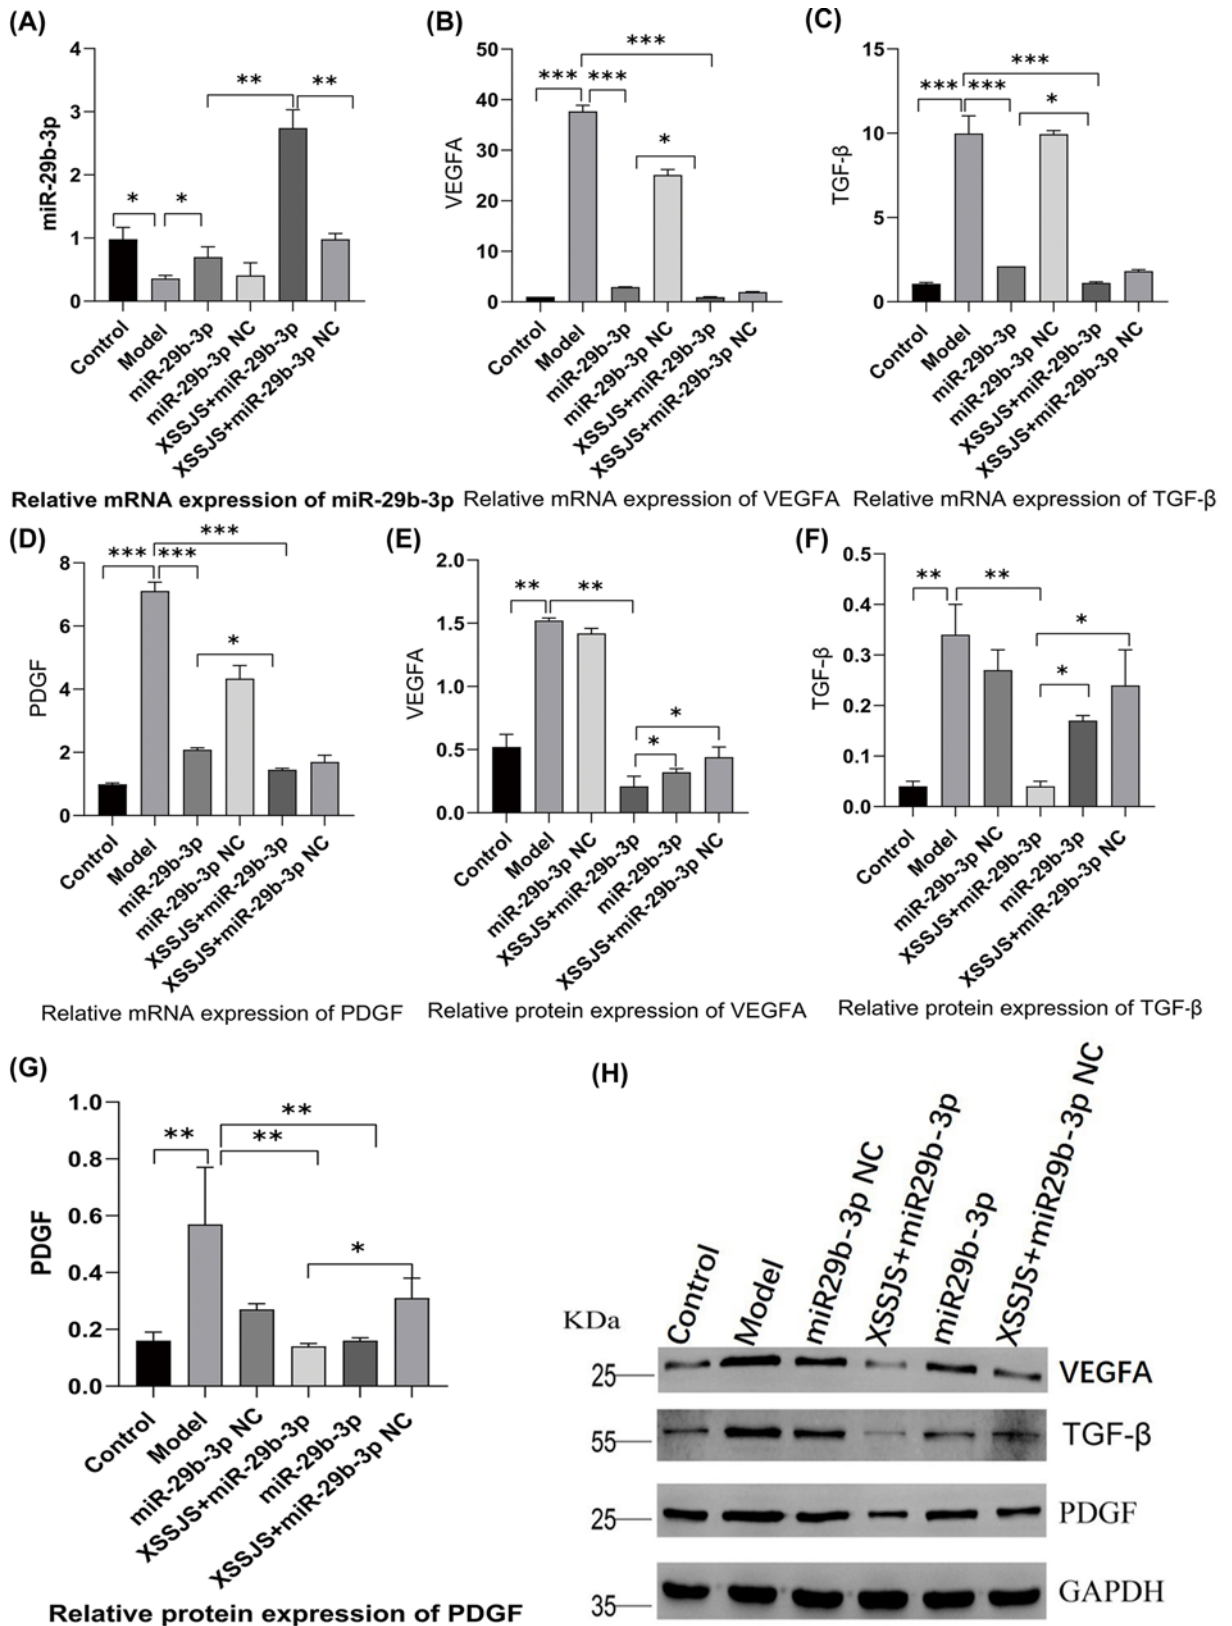 (A)
miR-29b-3p
4
3
2
1
0
*
*
**
**
Control
Model
miR-29b-3p
miR-29b-3p NC
XSSJS+miR-29b-3p
XSSJS+miR-29b-3p NC
Relative mRNA expression of miR-29b-3p
(B)
VEGFA
50
40
30
20
10
0
***
***
***
*
Control
Model
miR-29b-3p
miR-29b-3p NC
XSSJS+miR-29b-3p
XSSJS+miR-29b-3p NC
Relative mRNA expression of VEGFA
(C)
TGF-β
15
10
5
0
***
***
***
*
Control
Model
miR-29b-3p
miR-29b-3p NC
XSSJS+miR-29b-3p
XSSJS+miR-29b-3p NC
Relative mRNA expression of TGF-β
(D)
PDGF
8
6
4
2
0
***
***
***
*
Control
Model
miR-29b-3p
miR-29b-3p NC
XSSJS+miR-29b-3p
XSSJS+miR-29b-3p NC
Relative mRNA expression of PDGF
(E)
VEGFA
2.0
1.5
1.0
0.5
0.0
**
**
*
*
Control
Model
miR-29b-3p NC
XSSJS+miR-29b-3p
miR-29b-3p
XSSJS+miR-29b-3p NC
Relative protein expression of VEGFA
(F)
TGF-β
0.5
0.4
0.3
0.2
0.1
0.0
**
**
*
*
Control
Model
miR-29b-3p NC
XSSJS+miR-29b-3p
miR-29b-3p
XSSJS+miR-29b-3p NC
Relative protein expression of TGF-β
(G)
PDGF
1.0
0.8
0.6
0.4
0.2
0.0
**
**
**
*
Control
Model
miR-29b-3p NC
XSSJS+miR-29b-3p
miR-29b-3p
XSSJS+miR-29b-3p NC
Relative protein expression of PDGF
(H)
KDa
Control
Model
miR29b-3p NC
XSSJS+miR29b-3p
miR29b-3p
XSSJS+miR29b-3p NC
25
VEGFA
55
TGF-β
25
PDGF
35
GAPDH